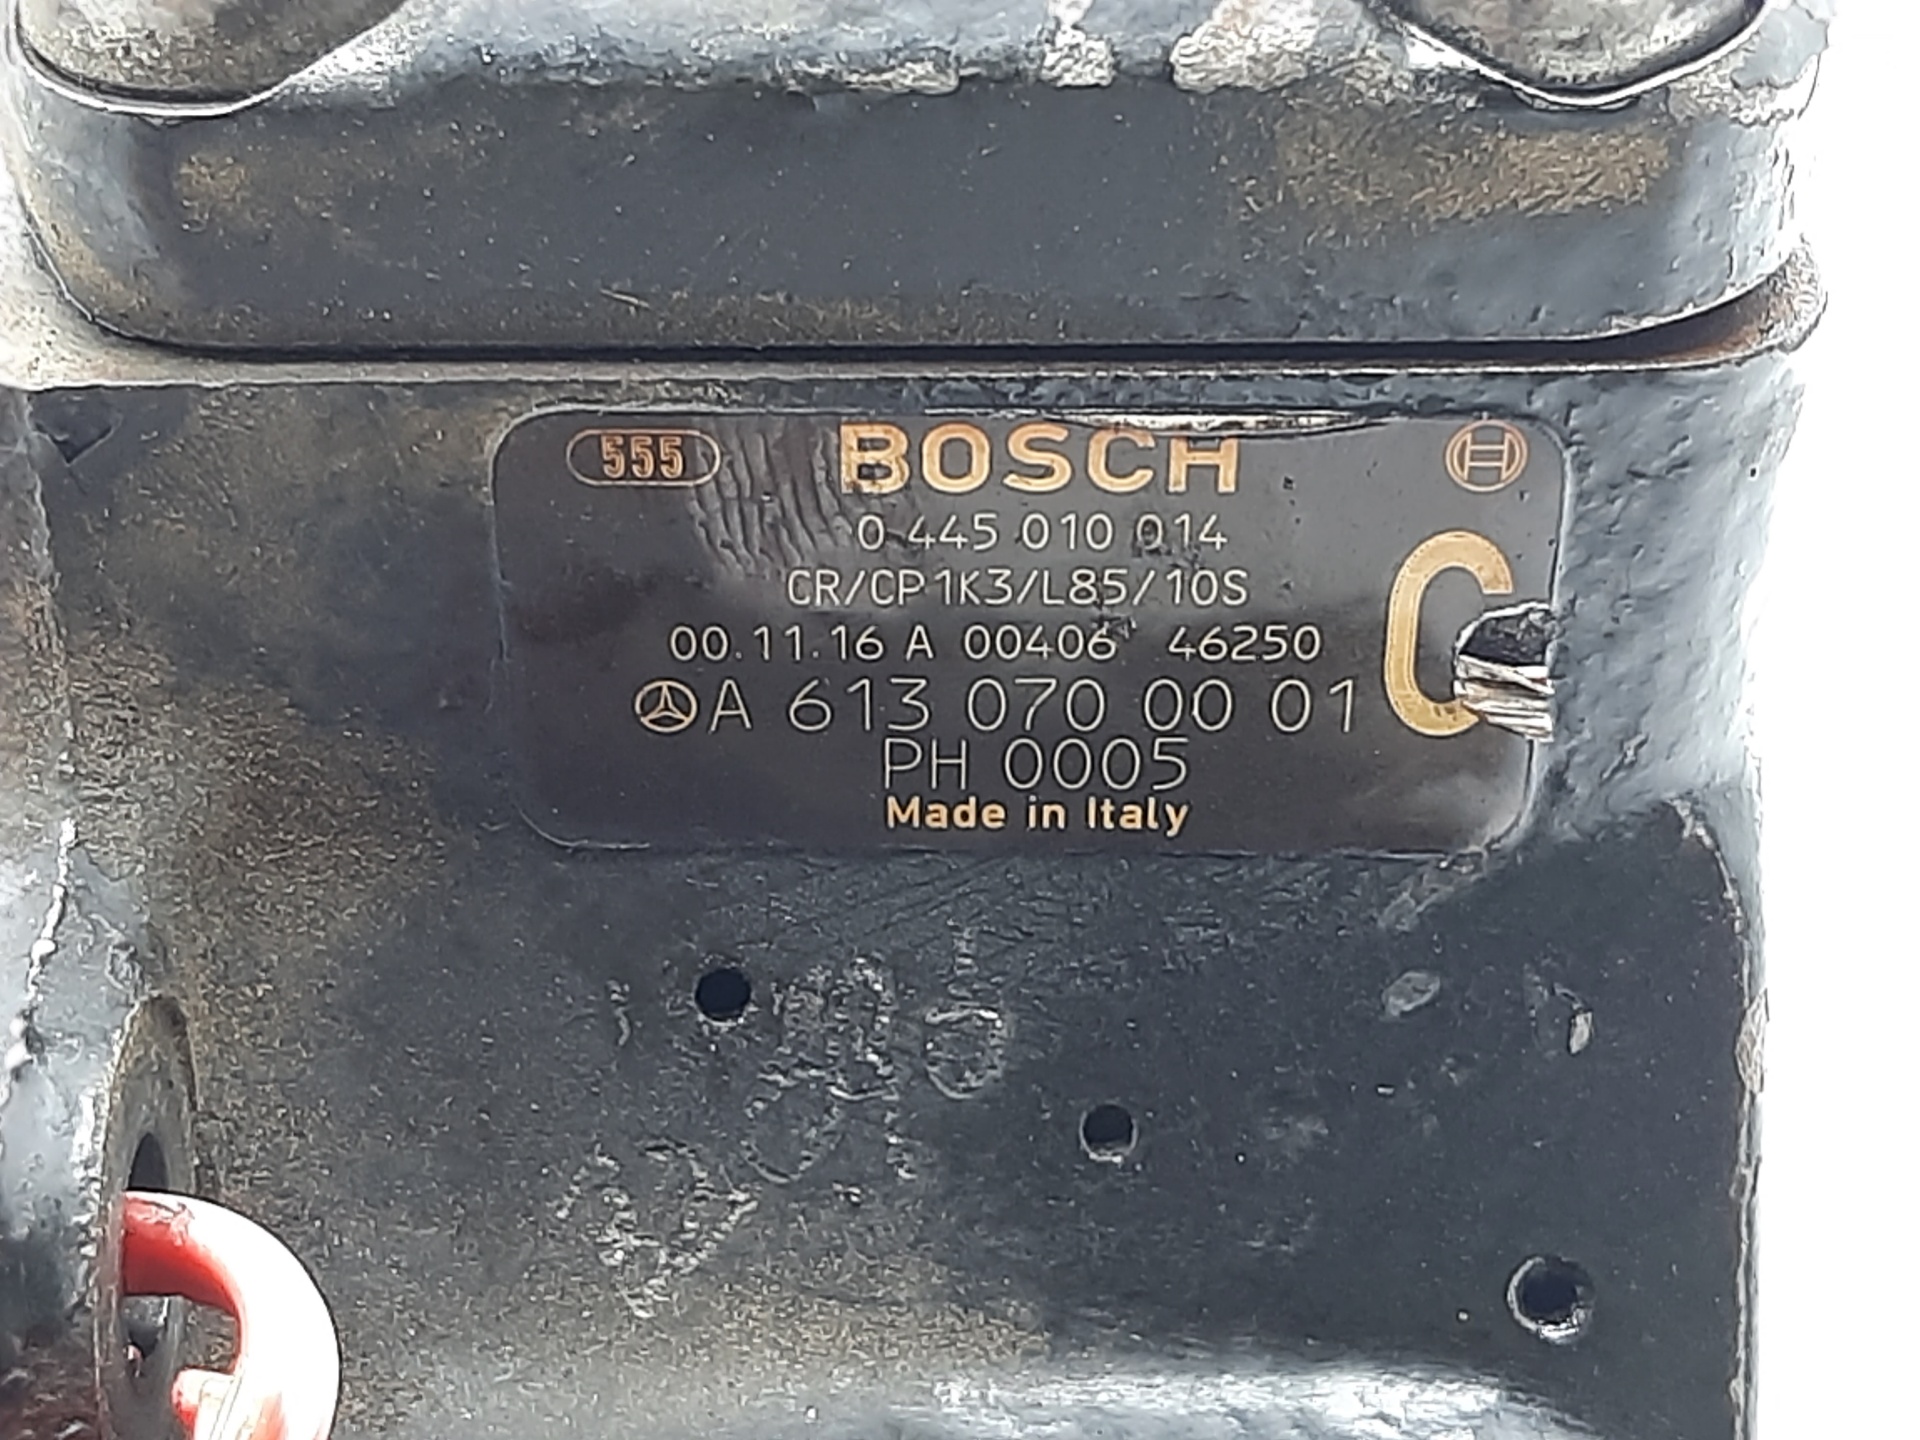 555 BOSCH
0 445 010 014
CR/CP1K3/L85/10S
00.11.16 A 00406 46250
A 613 070 00 01 C
PH 0005
Made in Italy